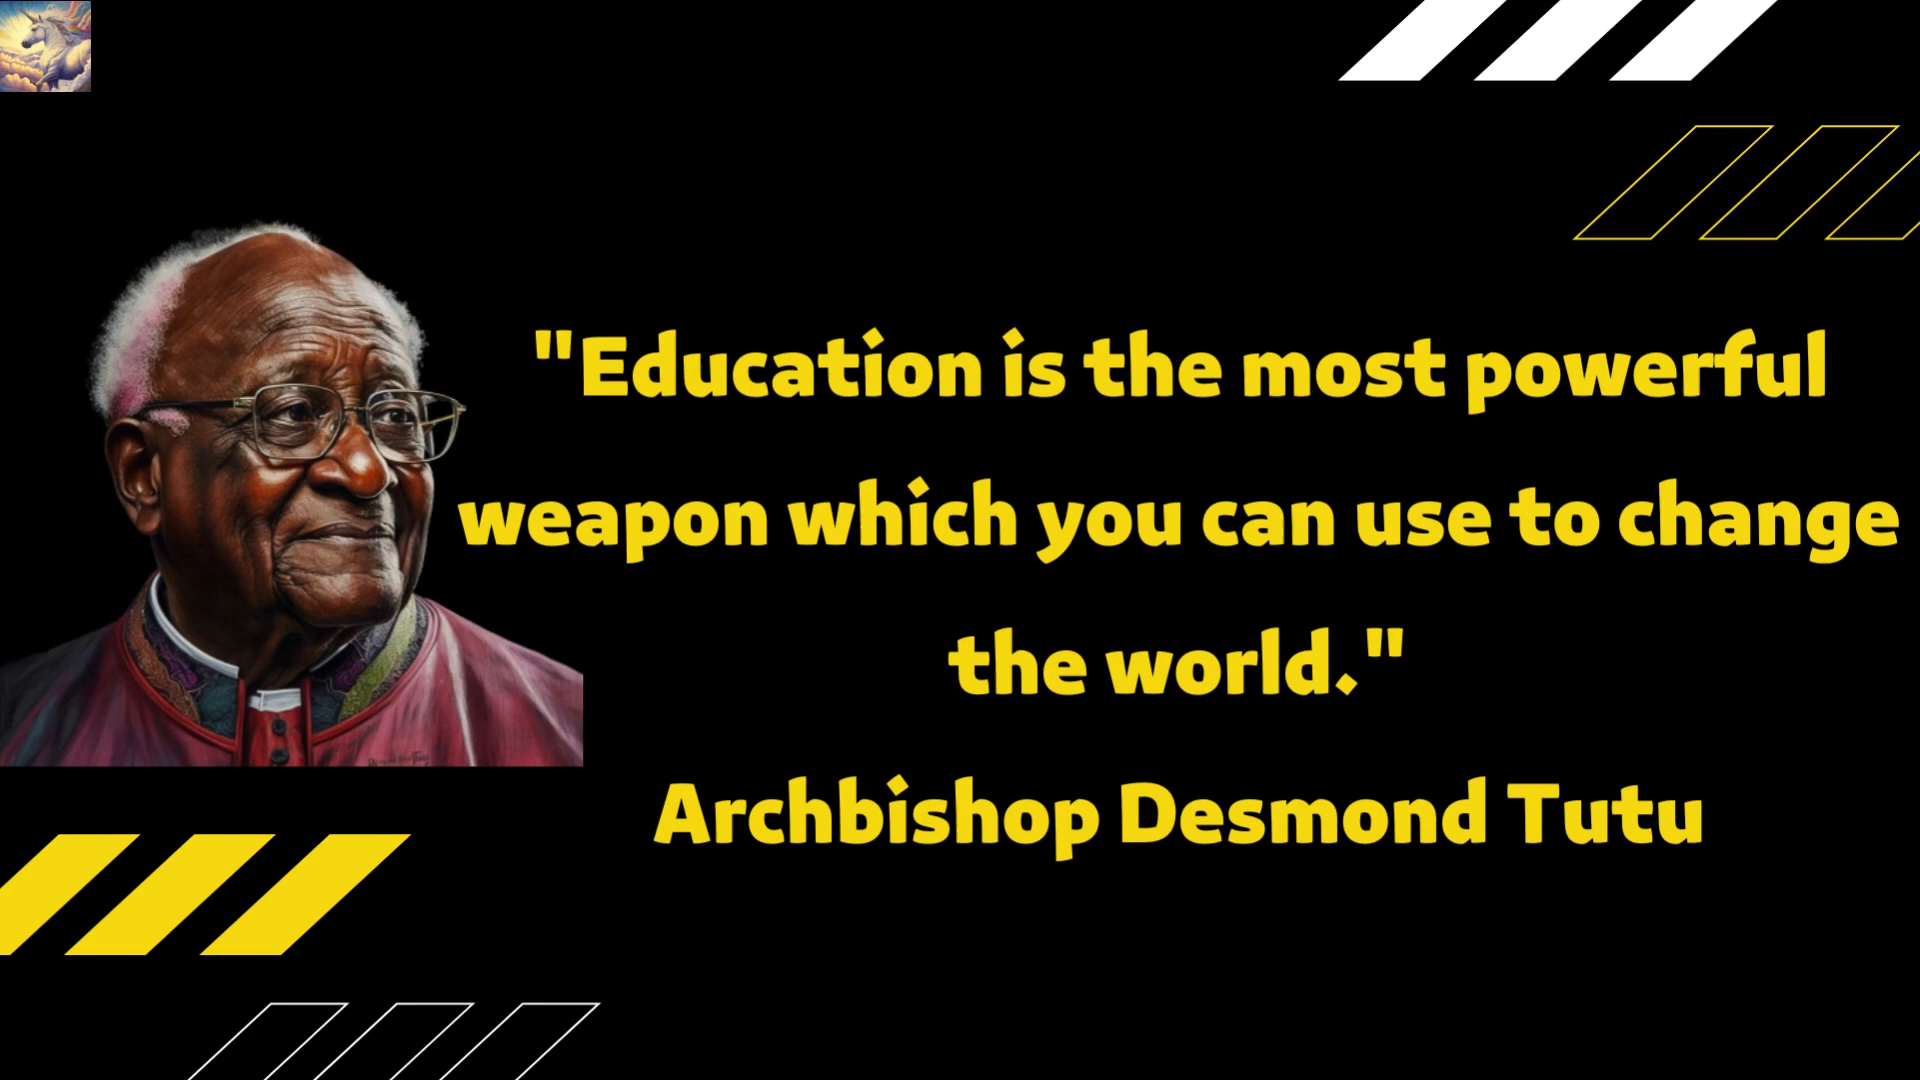 "Education is the most powerful
weapon which you can use to change
the world."
Archbishop Desmond Tutu